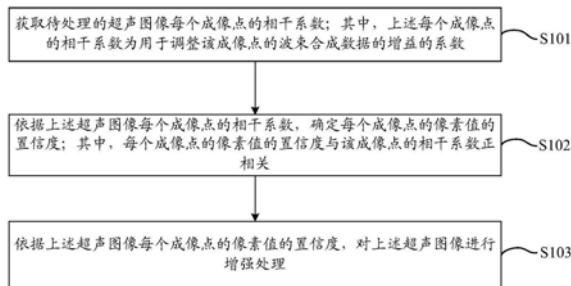 获取待处理的超声图像每个成像点的相干系数；其中，上述每个成像点
的相干系数为用于调整该成像点的波束合成数据的增益的系数
S101
依据上述超声图像每个成像点的相干系数，确定每个成像点的像素值的
置信度；其中，每个成像点的像素值的置信度与该成像点的相干系数正
相关
S102
依据上述超声图像每个成像点的像素值的置信度，对上述超声图像进行
增强处理
S103